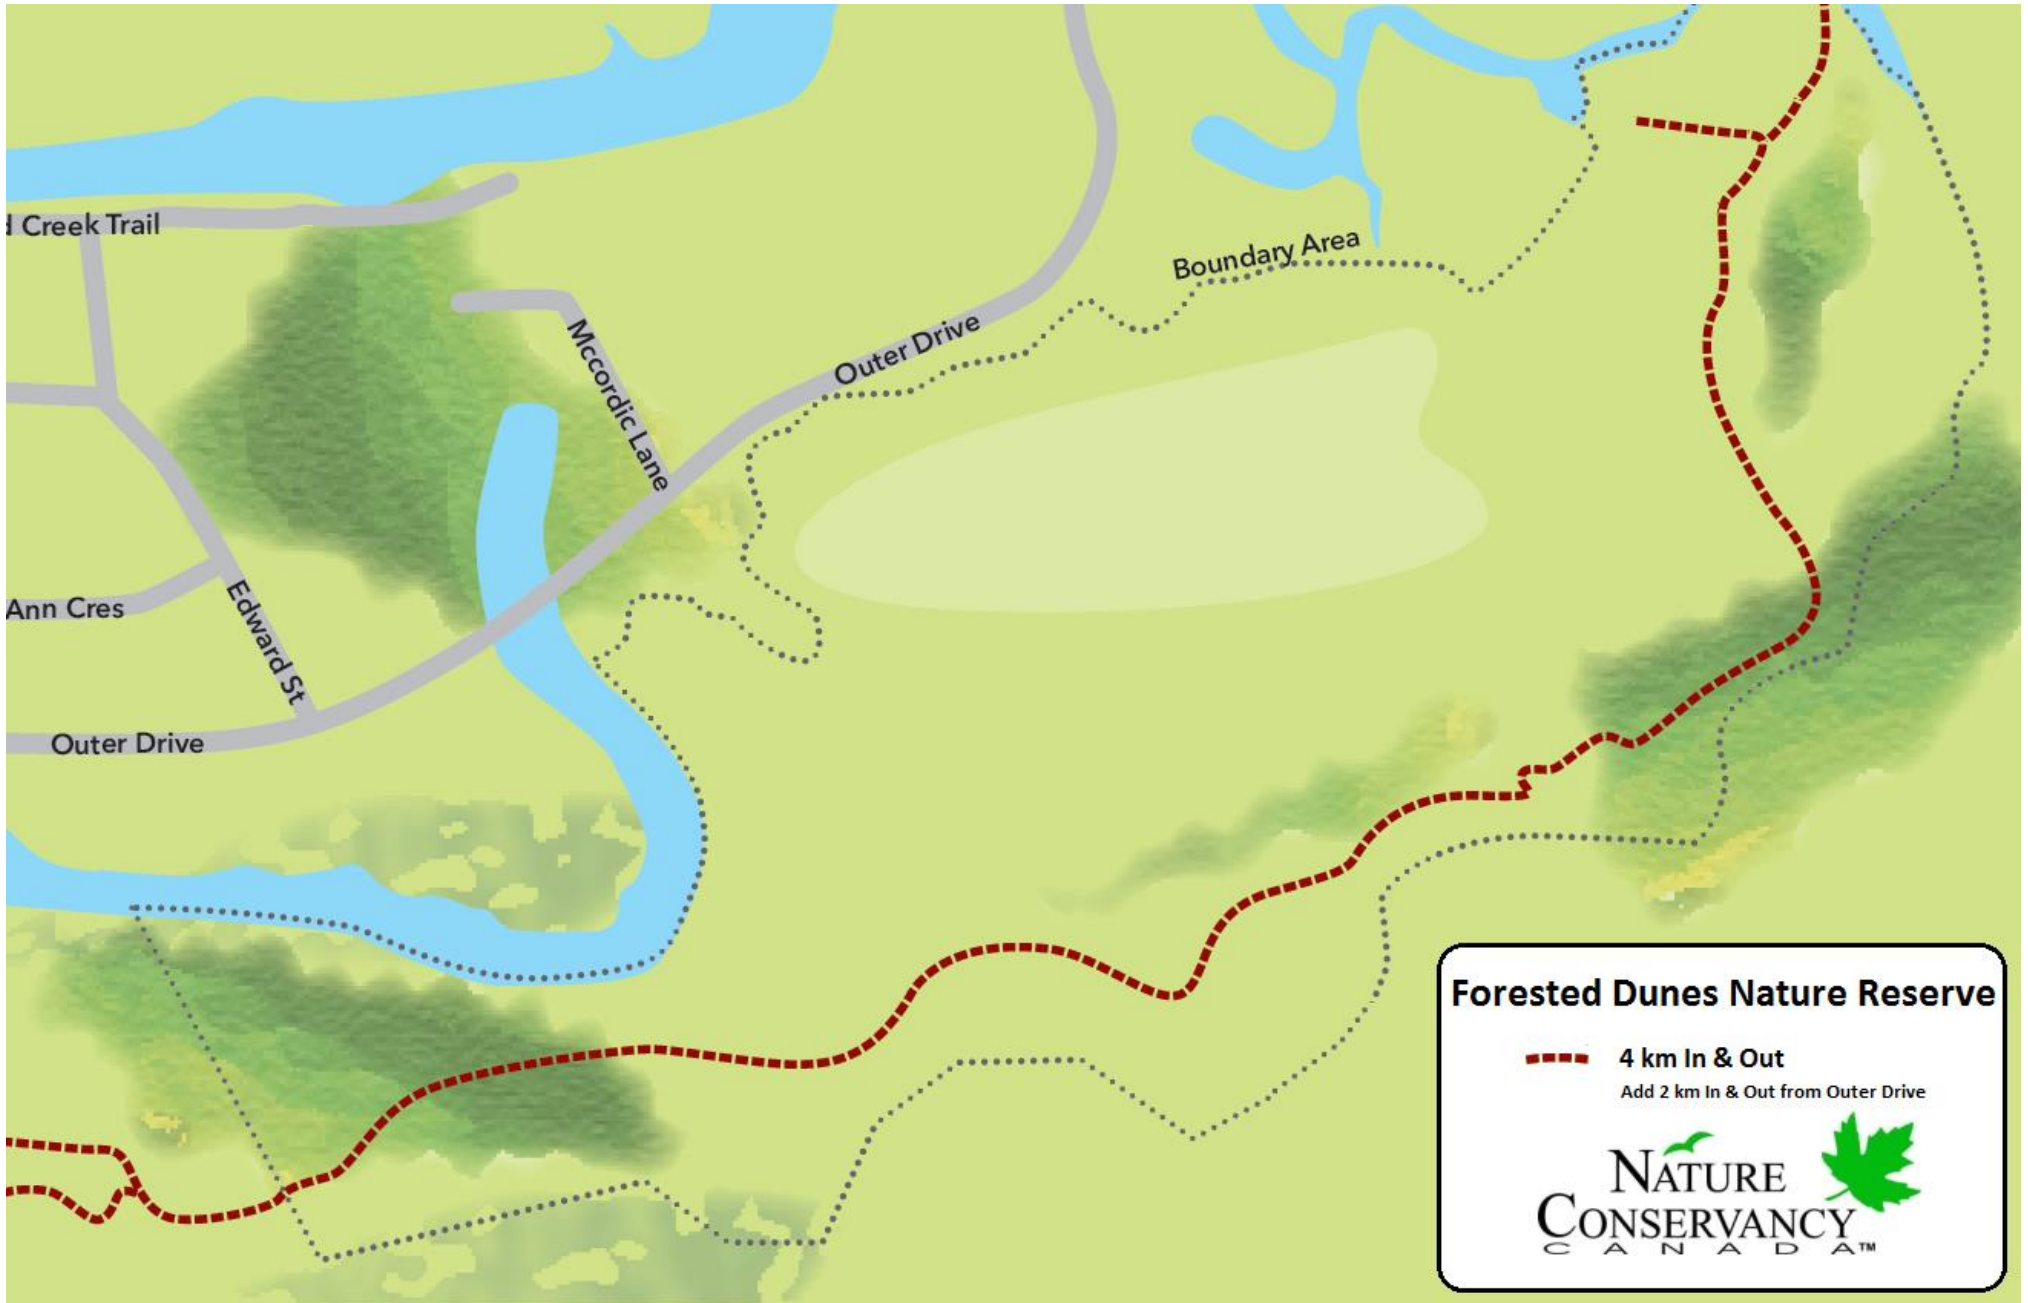 d Creek Trail
Mccordic Lane
Outer Drive
Boundary Area
Ann Cres
Edward St
Outer Drive
Forested Dunes Nature Reserve
4 km In & Out
Add 2 km In & Out from Outer Drive
NATURE
CONSERVANCY
CANADA™